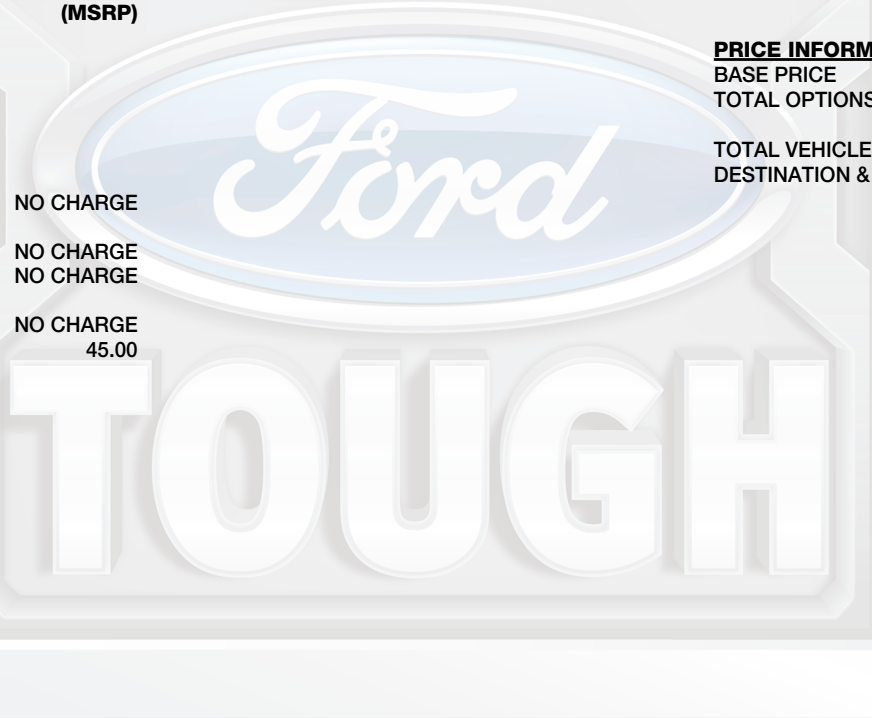 (MSRP)
PRICE INFORM
BASE PRICE
TOTAL OPTIONS
TOTAL VEHICLE
DESTINATION &
NO CHARGE
NO CHARGE
NO CHARGE
NO CHARGE
45.00
Ford
TOUGH